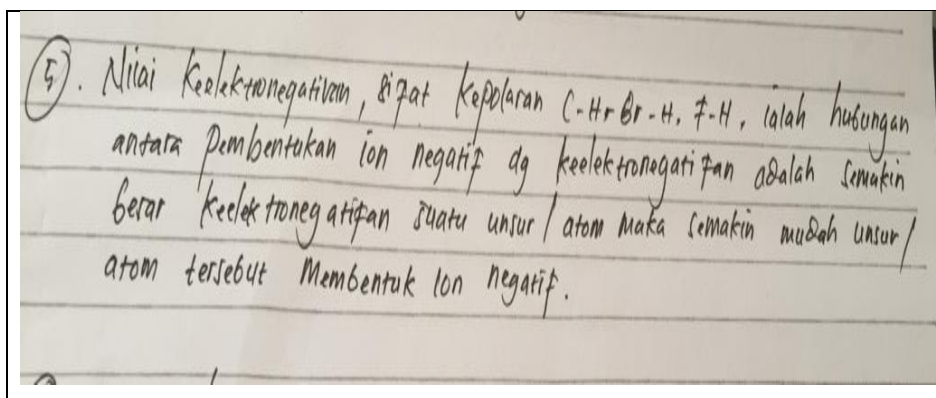 5). Nilai Keelektronegativan, sifat kepolaran C-H, Br-H, F-H, ialah hubungan
antara Pembentukan ion negatif dg keelektronegatifan adalah semakin
besar keelektronegatifan suatu unsur / atom maka semakin mudah unsur /
atom tersebut Membentuk Ion negatif.